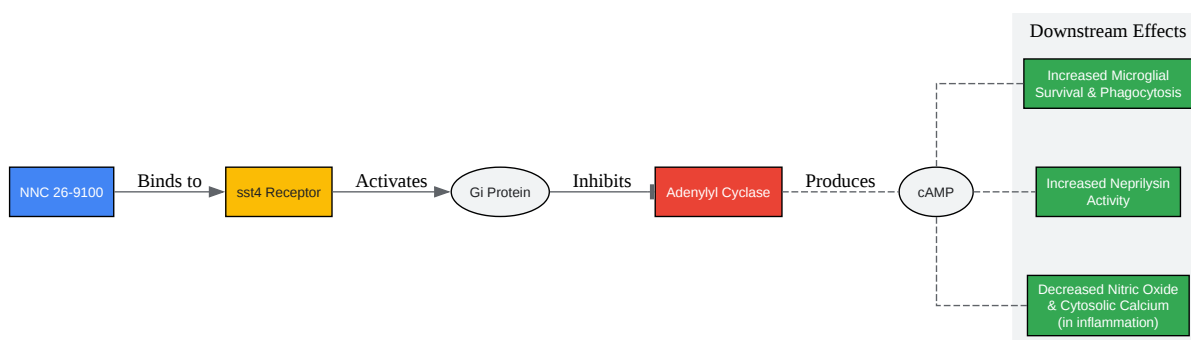 Downstream Effects
Increased Microglial
Survival & Phagocytosis
NNC 26-9100
Binds to
sst4 Receptor
Activates
Gi Protein
Inhibits
Adenylyl Cyclase
Produces
cAMP
Increased Neprilysin
Activity
Decreased Nitric Oxide
& Cytosolic Calcium
(in inflammation)